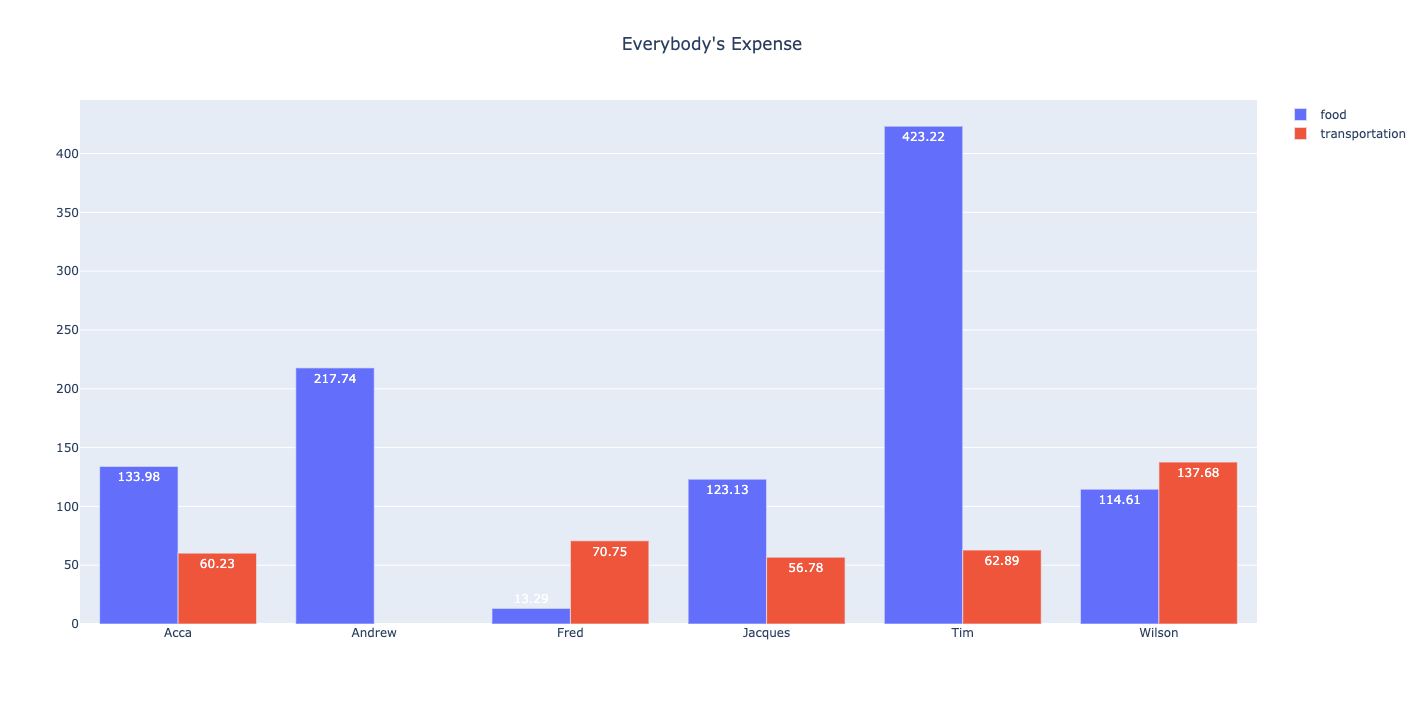 Everybody's Expense
food
transportation
400
350
300
250
200
150
100
50
0
423.22
217.74
133.98
137.68
123.13
114.61
70.75
60.23
62.89
56.78
13.29
Acca
Andrew
Fred
Jacques
Tim
Wilson